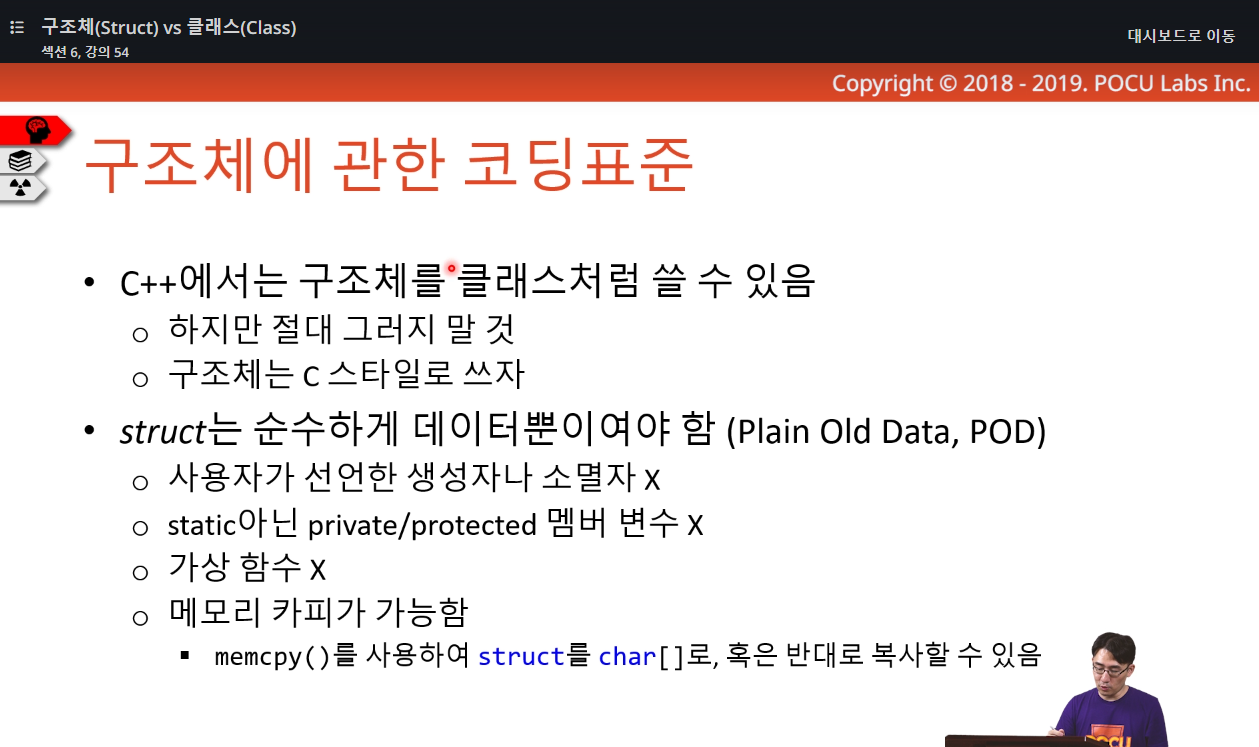 구조체(Struct) vs 클래스(Class)
섹션 6, 강의 54
대시보드로 이동
Copyright © 2018 - 2019. POCU Labs Inc.
구조체에 관한 코딩표준
• C++에서는 구조체를 클래스처럼 쓸 수 있음
o 하지만 절대 그러지 말 것
o 구조체는 C 스타일로 쓰자
• struct는 순수하게 데이터뿐이여야 함 (Plain Old Data, POD)
o 사용자가 선언한 생성자나 소멸자 X
o static아닌 private/protected 멤버 변수 X
o 가상 함수 X
o 메모리 카피가 가능함
▪ memcpy()를 사용하여 struct를 char[]로, 혹은 반대로 복사할 수 있음
POCU